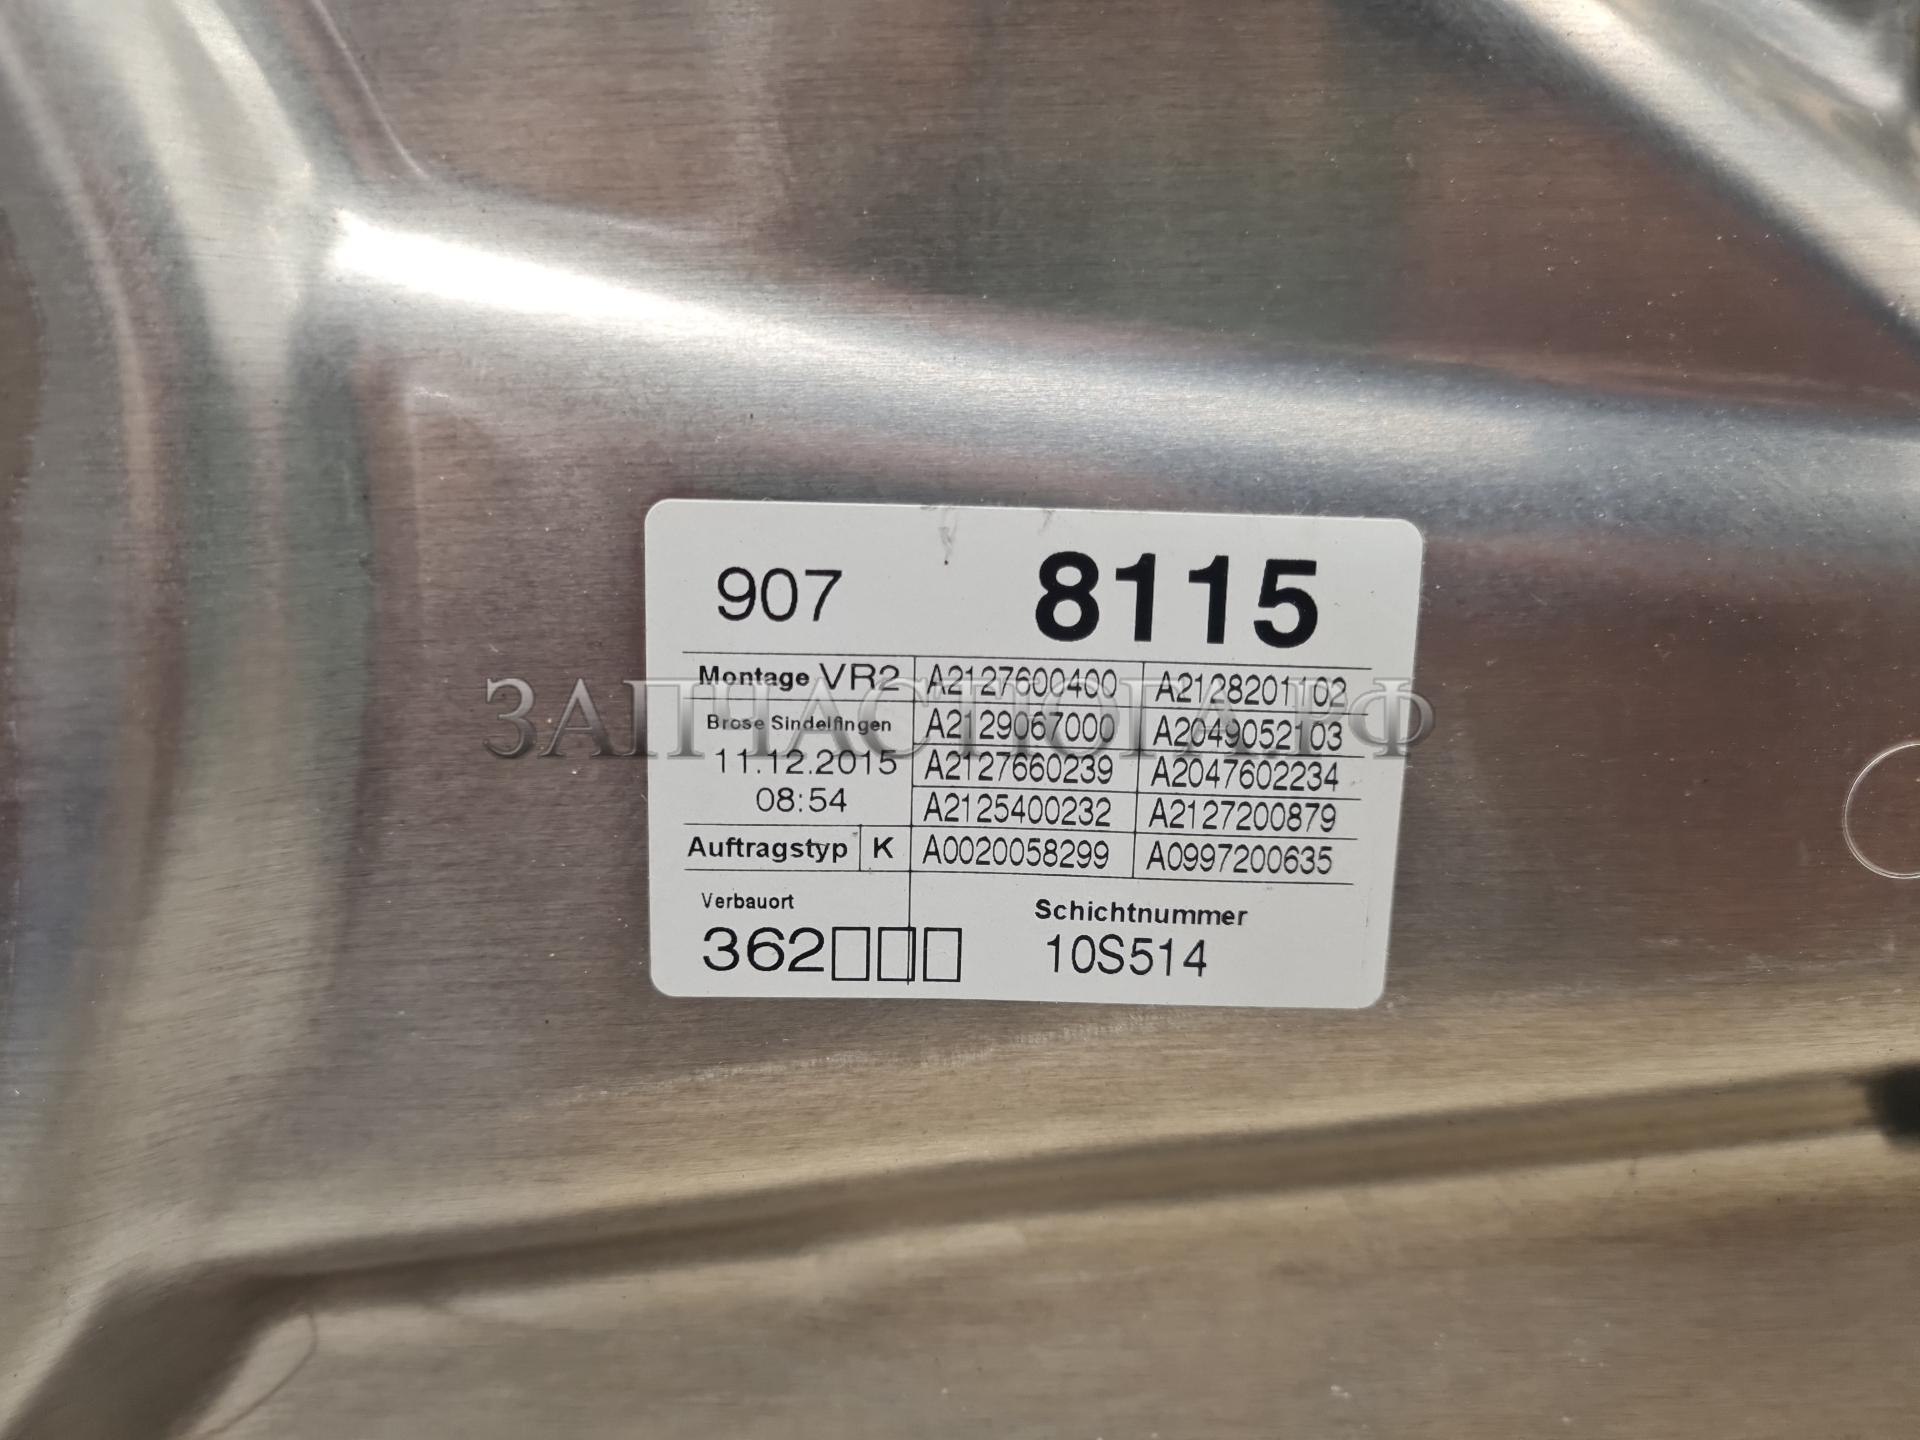 907 8115
Montage VR2 A2127600400 A2128201102
ЗАПЧАСТЮГА.РФ
Brose Sindelfingen A2129067000 A2049052103
11.12.2015 A2127660239 A2047602234
08:54 A2125400232 A2127200879
Auftragstyp K A0020058299 A0997200635
Verbauort Schichtnummer
362□□□ 10S514